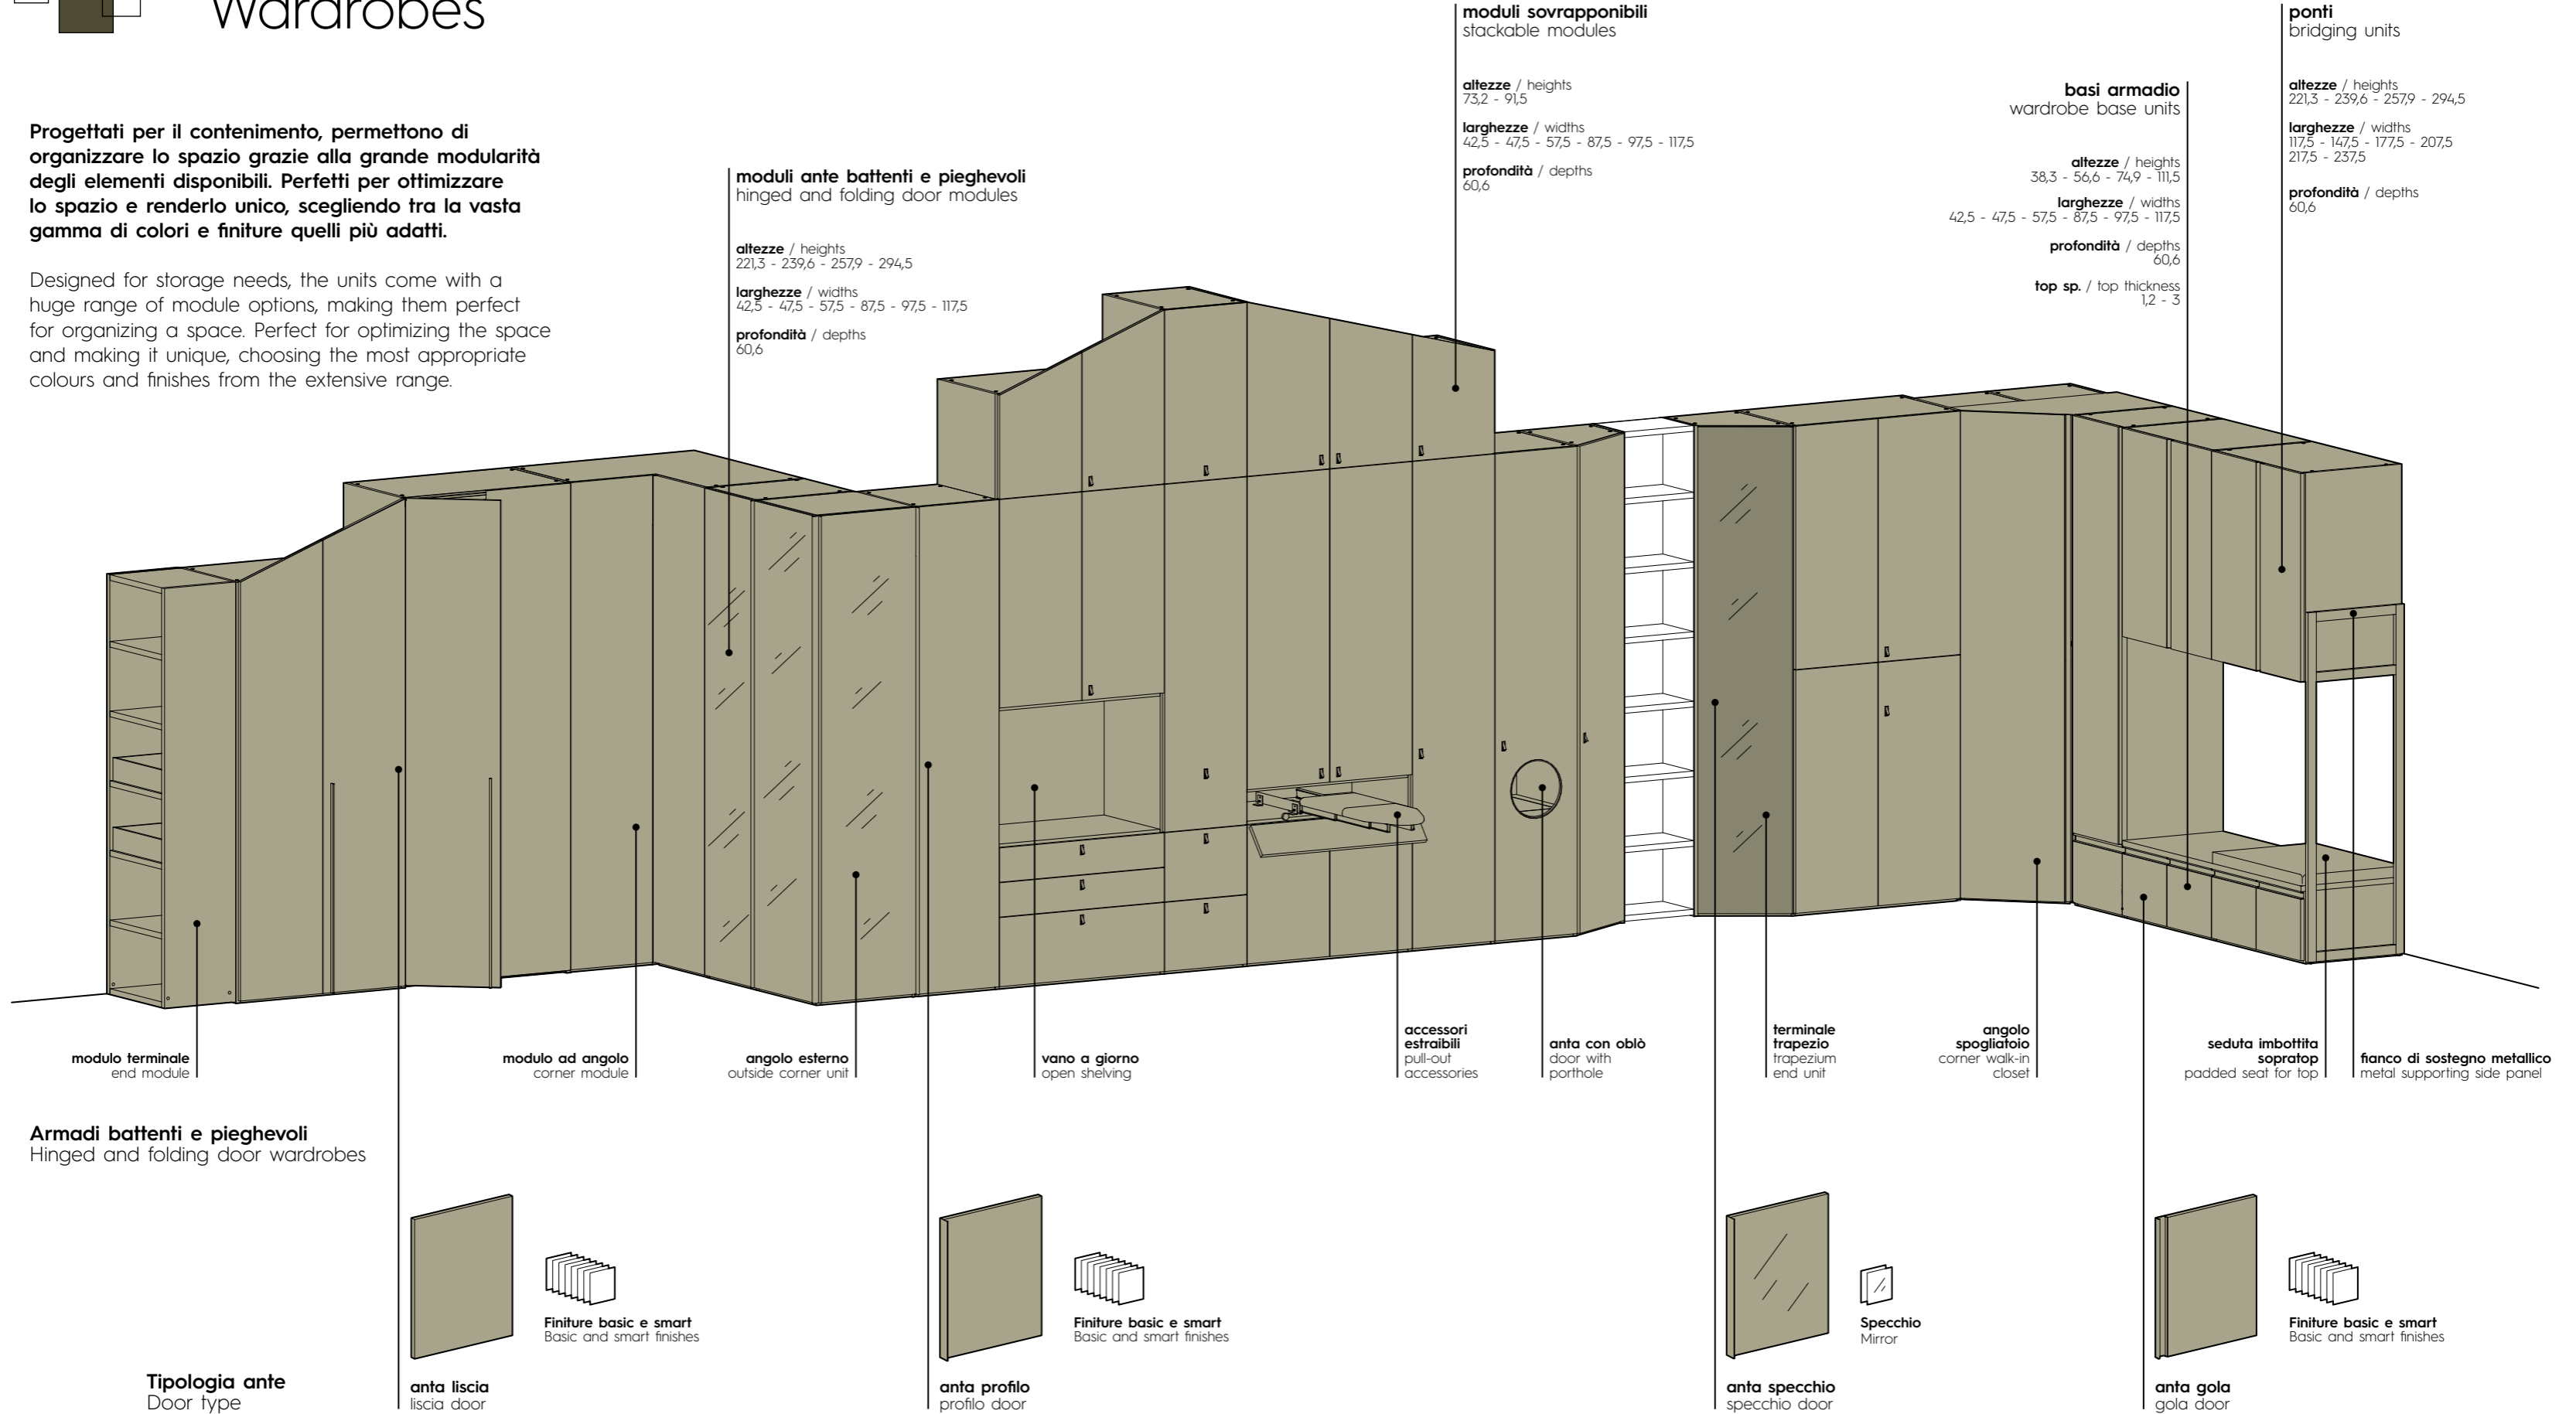 Wardrobes
Progettati per il contenimento, permettono di
organizzare lo spazio grazie alla grande modularità
degli elementi disponibili. Perfetti per ottimizzare
lo spazio e renderlo unico, scegliendo tra la vasta
gamma di colori e finiture quelli più adatti.
Designed for storage needs, the units come with a
huge range of module options, making them perfect
for organizing a space. Perfect for optimizing the space
and making it unique, choosing the most appropriate
colours and finishes from the extensive range.
moduli ante battenti e pieghevoli
hinged and folding door modules
altezze / heights
221,3 - 239,6 - 257,9 - 294,5
larghezze / widths
42,5 - 47,5 - 57,5 - 87,5 - 97,5 - 117,5
profondità / depths
60,6
moduli sovrapponibili
stackable modules
altezze / heights
73,2 - 91,5
larghezze / widths
42,5 - 47,5 - 57,5 - 87,5 - 97,5 - 117,5
profondità / depths
60,6
basi armadio
wardrobe base units
altezze / heights
38,3 - 56,6 - 74,9 - 111,5
larghezze / widths
42,5 - 47,5 - 57,5 - 87,5 - 97,5 - 117,5
profondità / depths
60,6
top sp. / top thickness
1,2 - 3
ponti
bridging units
altezze / heights
221,3 - 239,6 - 257,9 - 294,5
larghezze / widths
117,5 - 147,5 - 177,5 - 207,5
217,5 - 237,5
profondità / depths
60,6
modulo terminale
end module
modulo ad angolo
corner module
angolo esterno
outside corner unit
vano a giorno
open shelving
accessori
estraibili
pull-out
accessories
anta con oblò
door with
porthole
terminale
trapezio
trapezium
end unit
angolo
spogliatoio
corner walk-in
closet
seduta imbottita
sopratop
padded seat for top
fianco di sostegno metallico
metal supporting side panel
Armadi battenti e pieghevoli
Hinged and folding door wardrobes
Finiture basic e smart
Basic and smart finishes
Finiture basic e smart
Basic and smart finishes
Specchio
Mirror
Finiture basic e smart
Basic and smart finishes
Tipologia ante
Door type
anta liscia
liscia door
anta profilo
profilo door
anta specchio
specchio door
anta gola
gola door